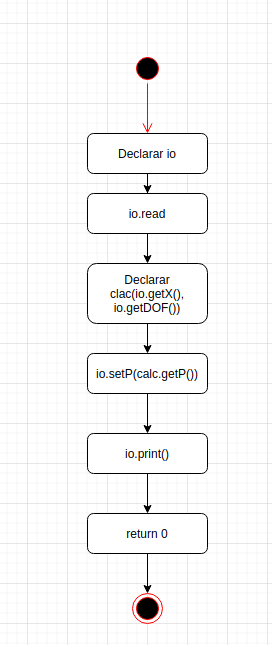 Declarar io
io.read
Declarar
clac(io.getX(),
io.getDOF())
io.setP(calc.getP())
io.print()
return 0